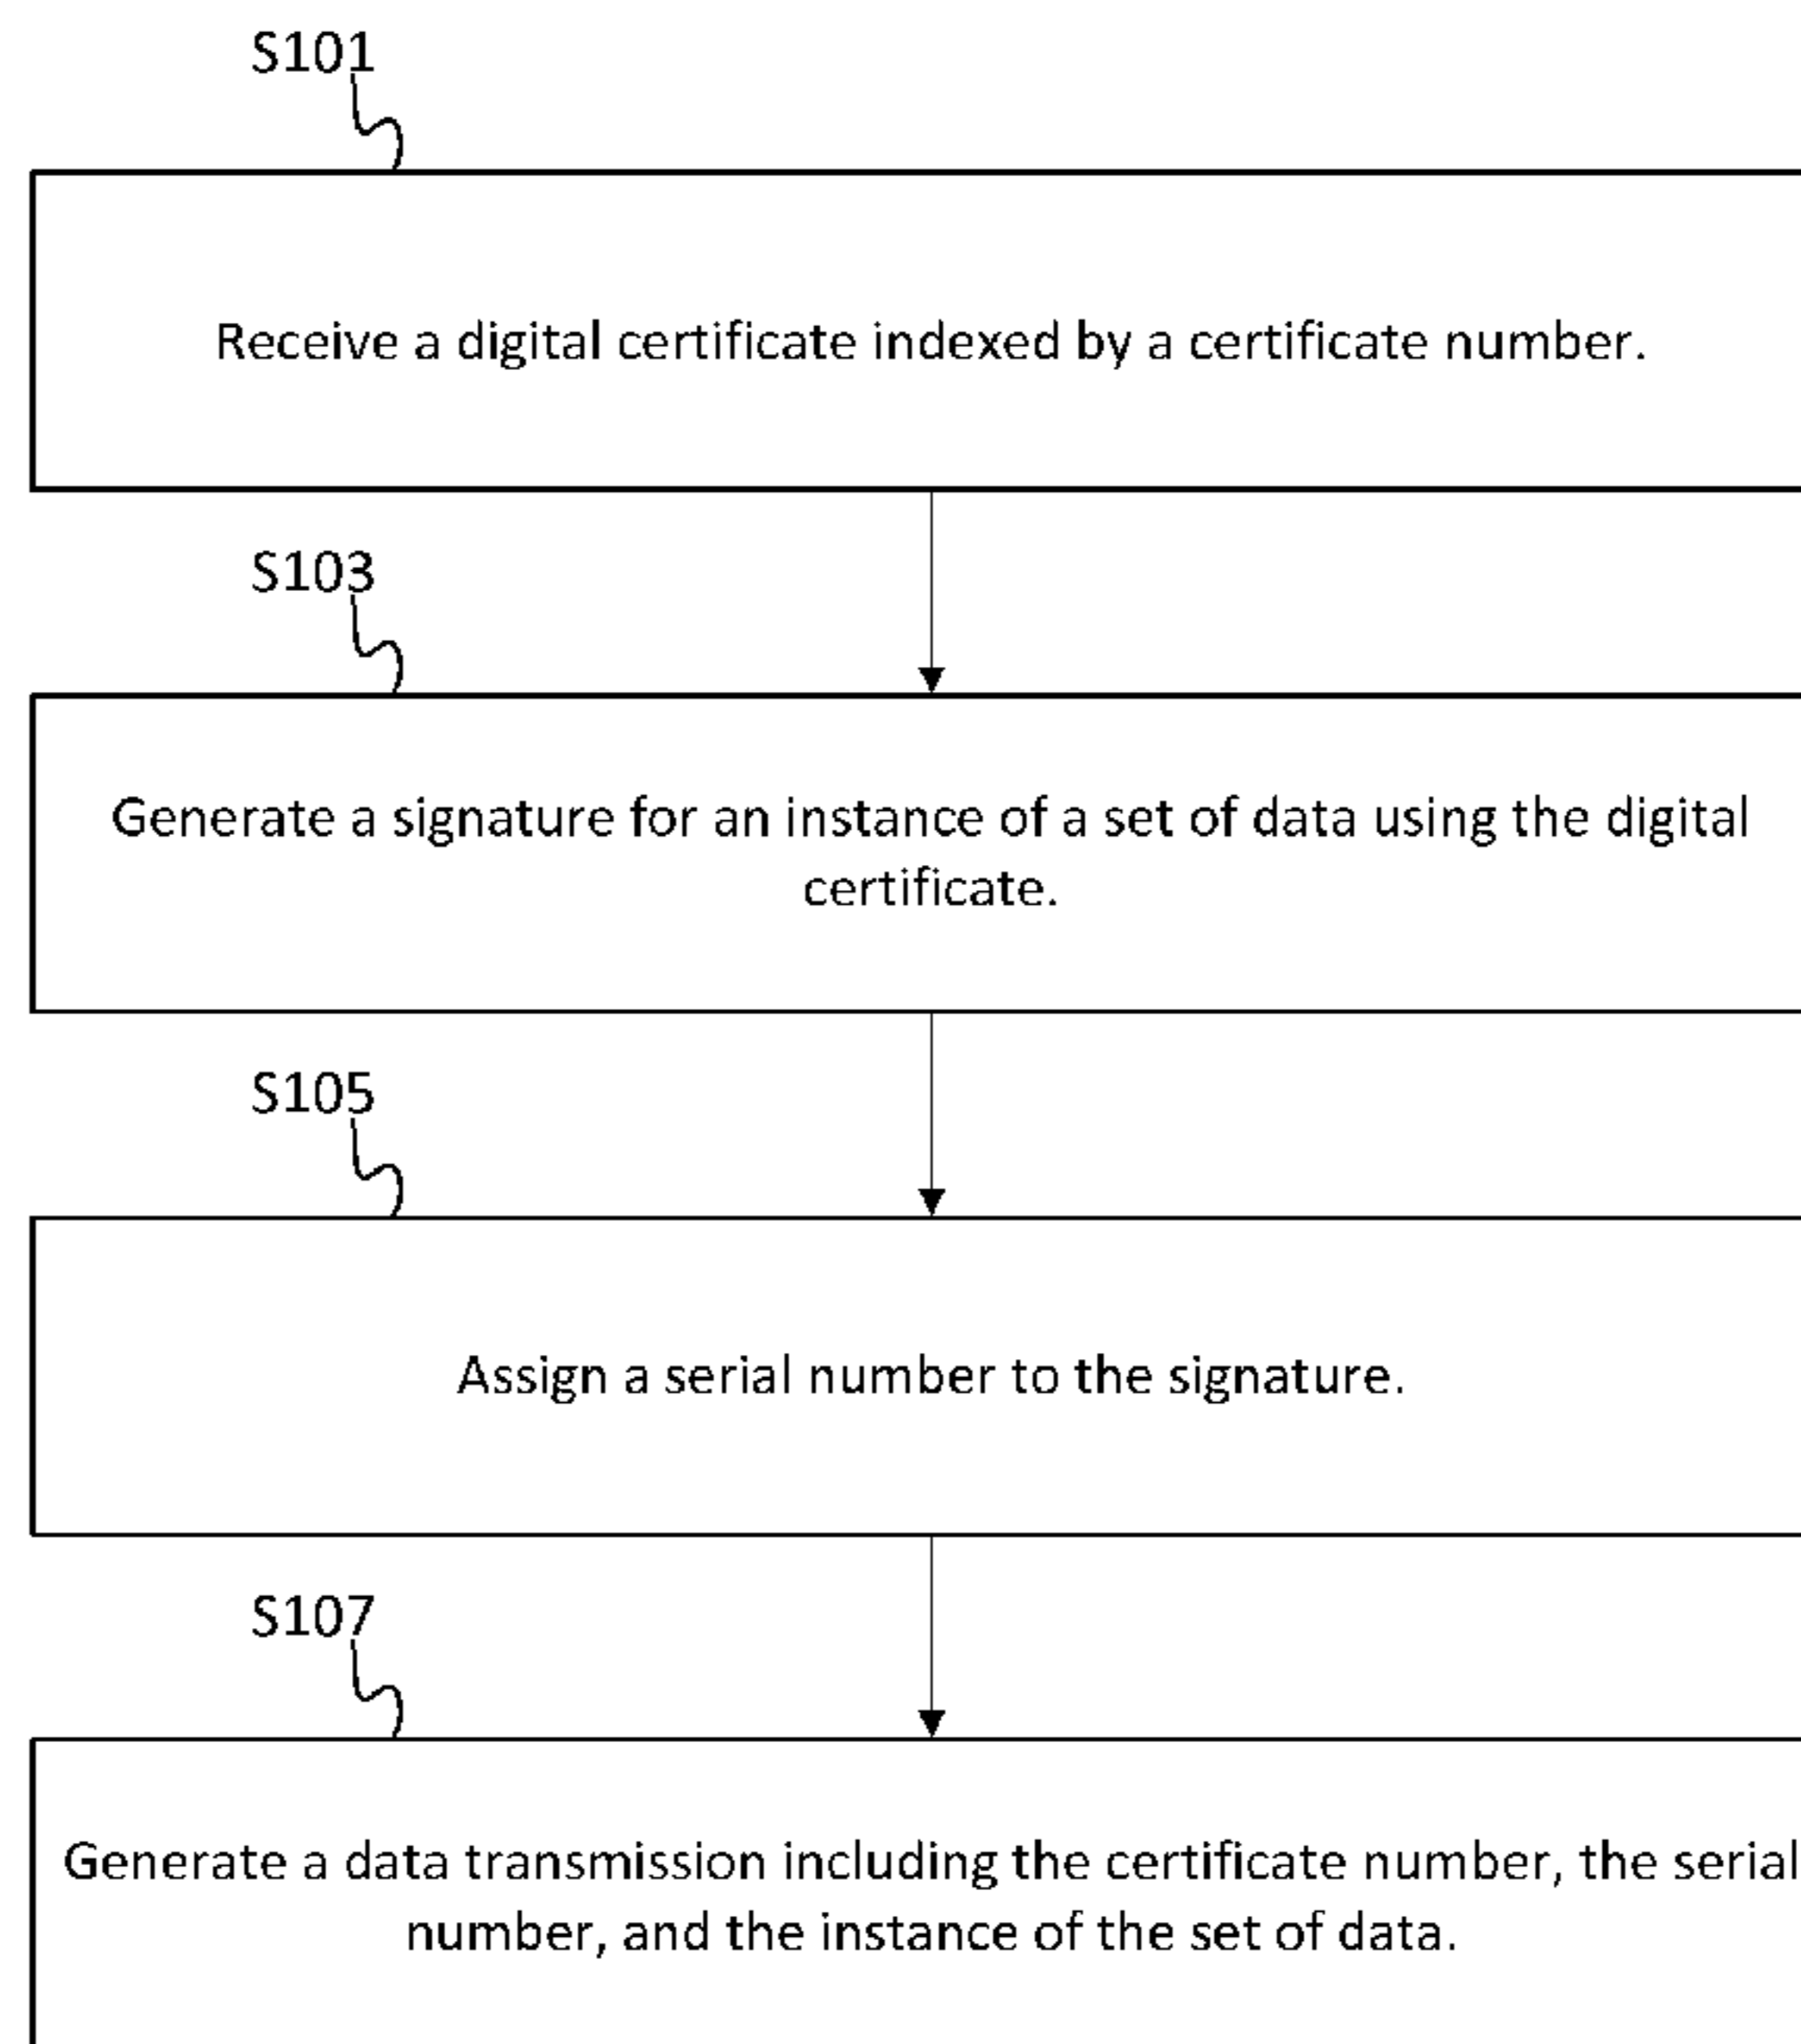 S101
Receive a digital certificate indexed by a certificate number.
S103
Generate a signature for an instance of a set of data using the digital
certificate.
S105
Assign a serial number to the signature.
S107
Generate a data transmission including the certificate number, the serial
number, and the instance of the set of data.